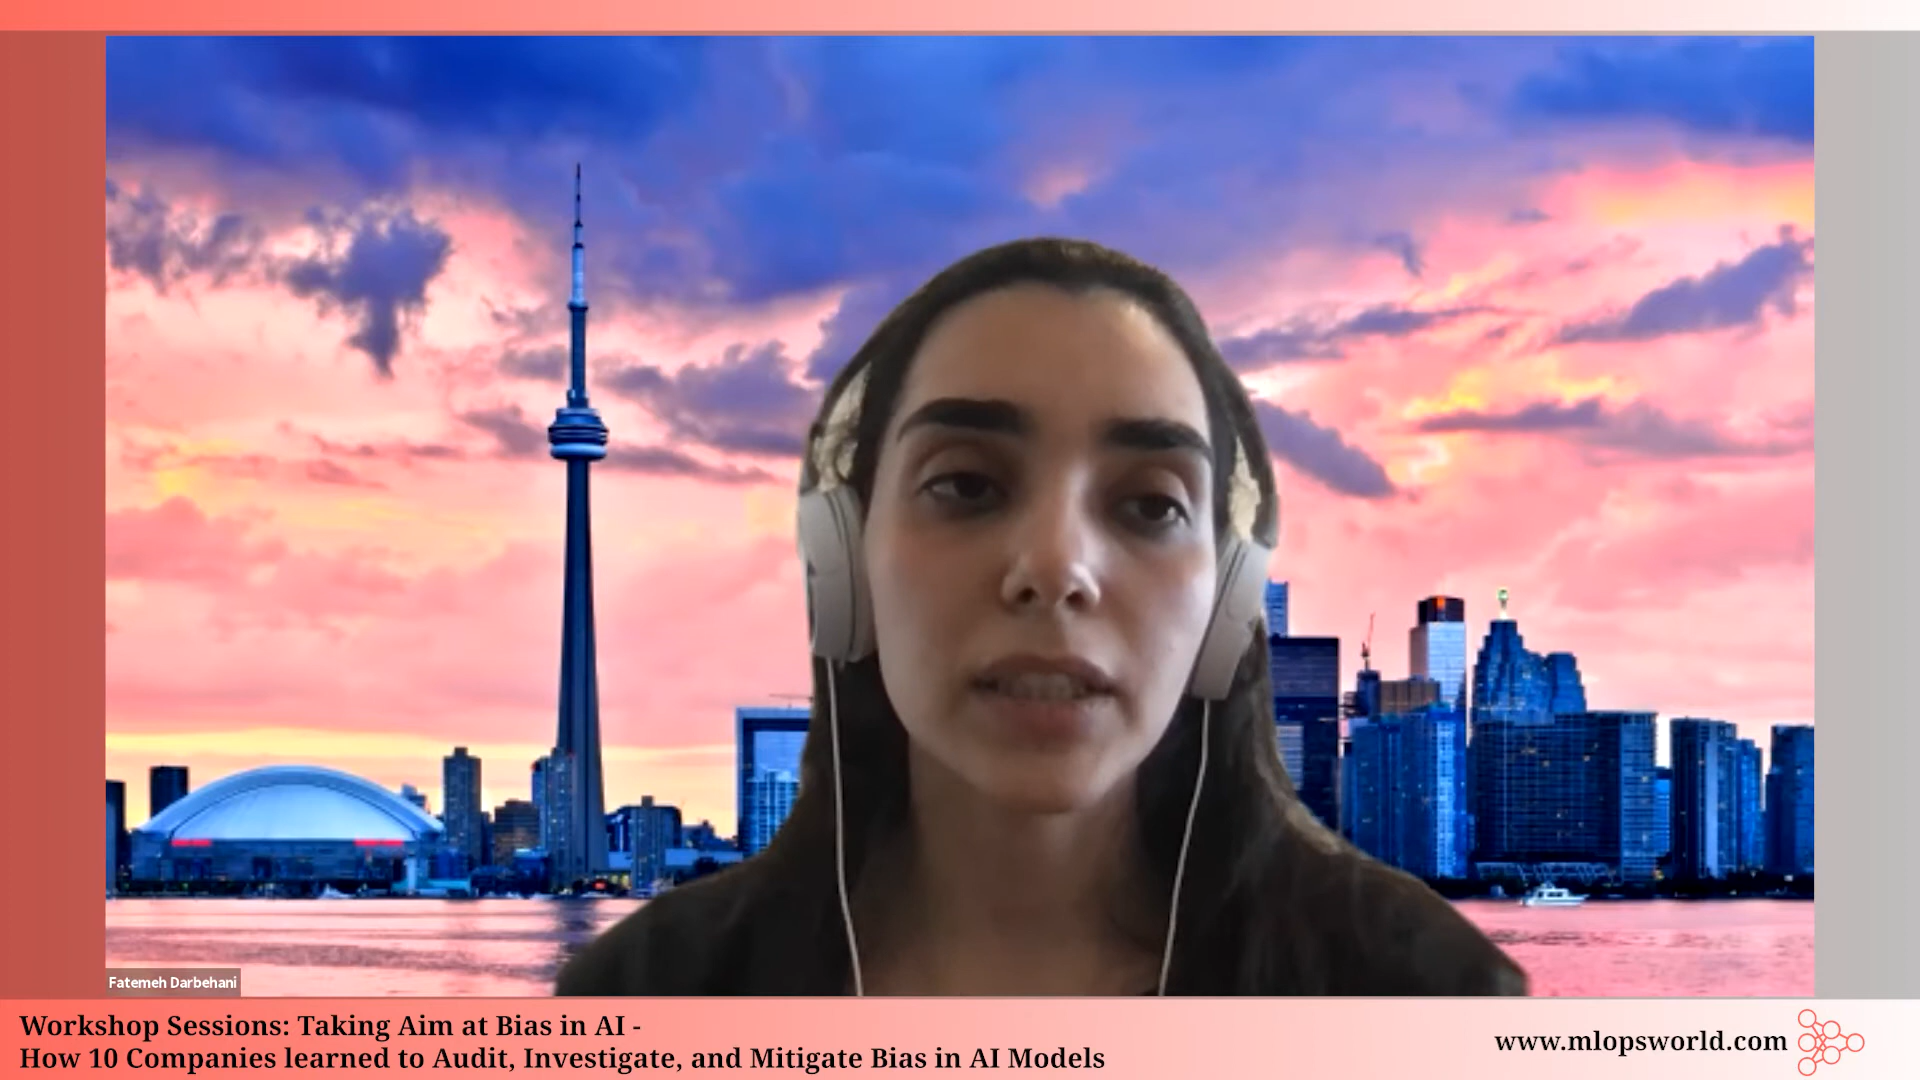 Fatemeh Darbehani
Workshop Sessions: Taking Aim at Bias in AI -
How 10 Companies learned to Audit, Investigate, and Mitigate Bias in AI Models
www.mlopsworld.com